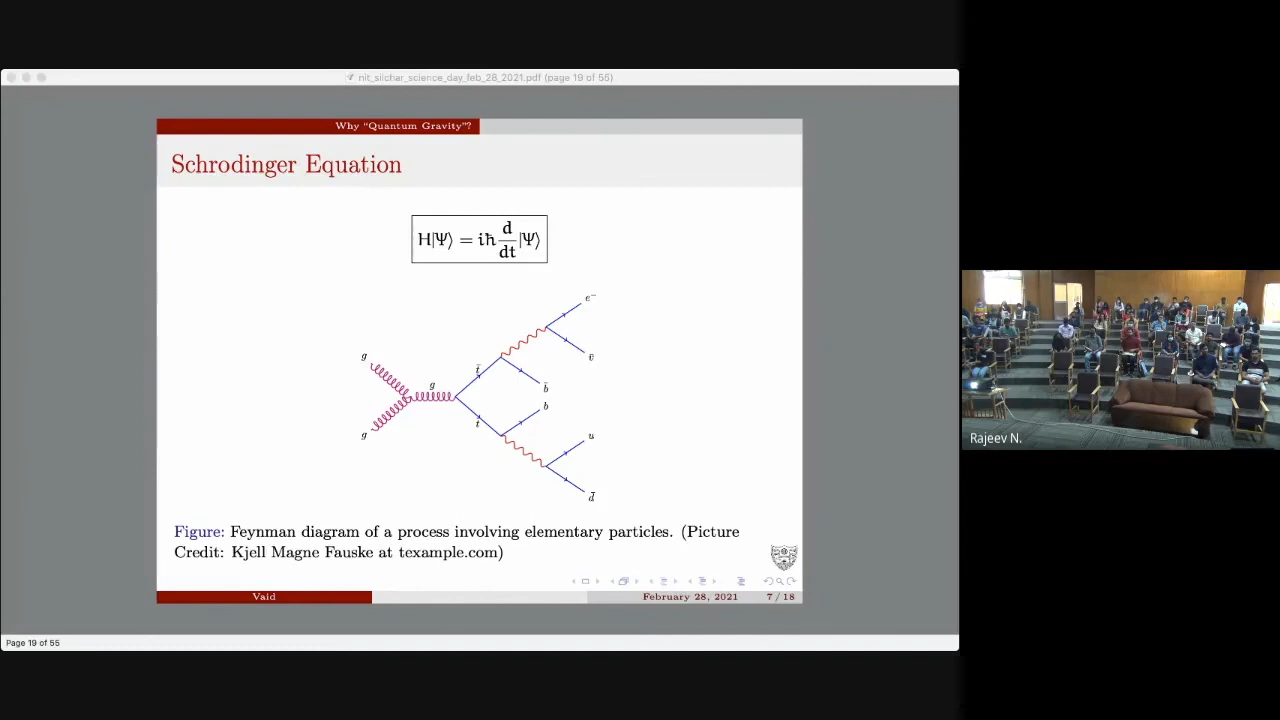 nit_silchar_science_day_feb_28_2021.pdf (page 19 of 55)
Why “Quantum Gravity”?
Schrodinger Equation
H|Ψ⟩ = iħ d/dt |Ψ⟩
e⁻
ν̄
g
t̄
b̄
g
b
t
g
u
d̄
Figure: Feynman diagram of a process involving elementary particles. (Picture
Credit: Kjell Magne Fauske at texample.com)
Vaid
February 28, 2021
7 / 18
Page 19 of 55
Rajeev N.